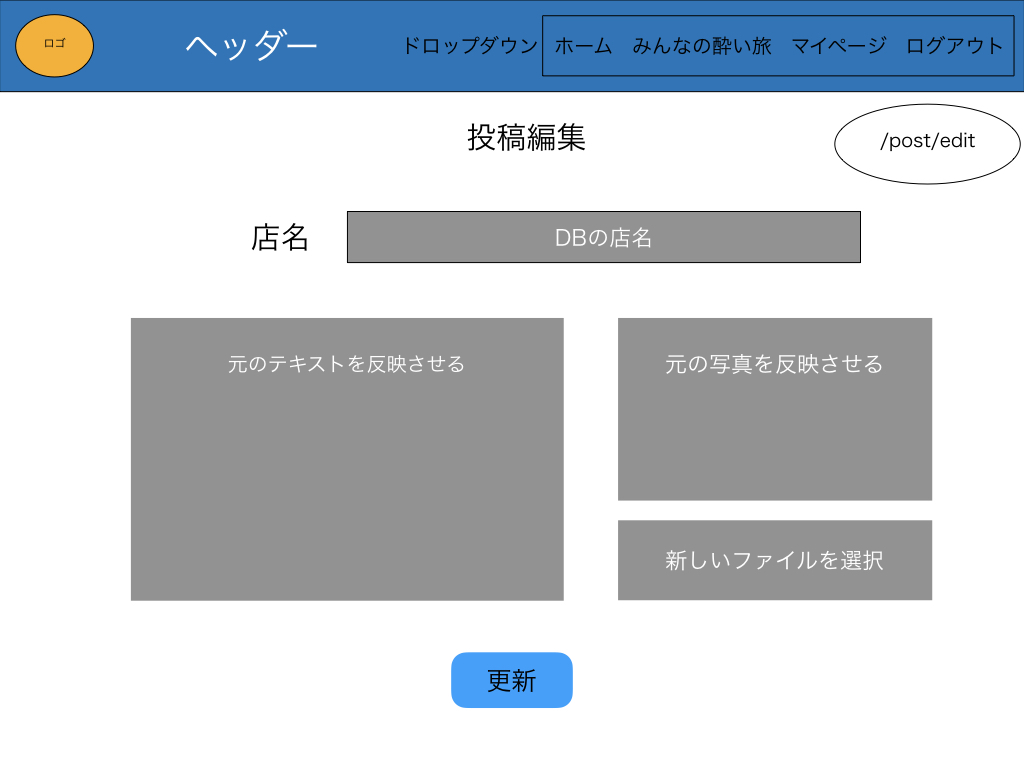 ロゴ
ヘッダー
ドロップダウン
ホーム　みんなの酔い旅　マイページ　ログアウト
投稿編集
/post/edit
店名
DBの店名
元のテキストを反映させる
元の写真を反映させる
新しいファイルを選択
更新